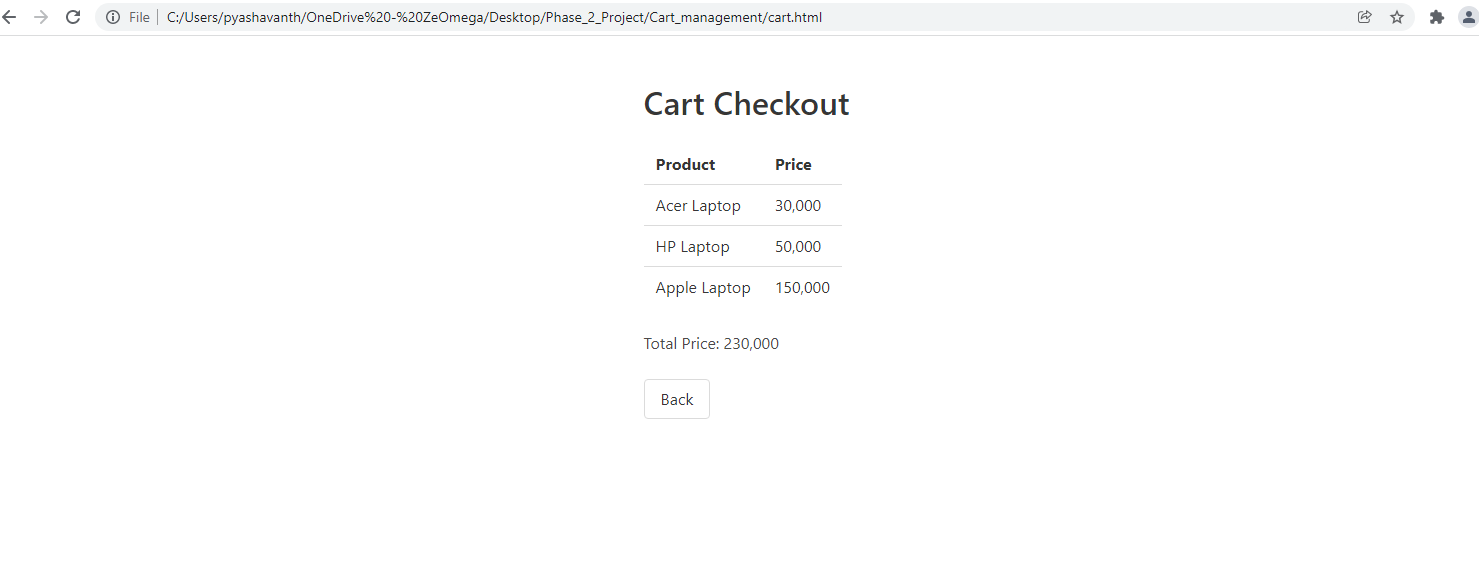 File C:/Users/pyashavanth/OneDrive%20-%20ZeOmega/Desktop/Phase_2_Project/Cart_management/cart.html
Cart Checkout
Product Price
Acer Laptop 30,000
HP Laptop 50,000
Apple Laptop 150,000
Total Price: 230,000
Back